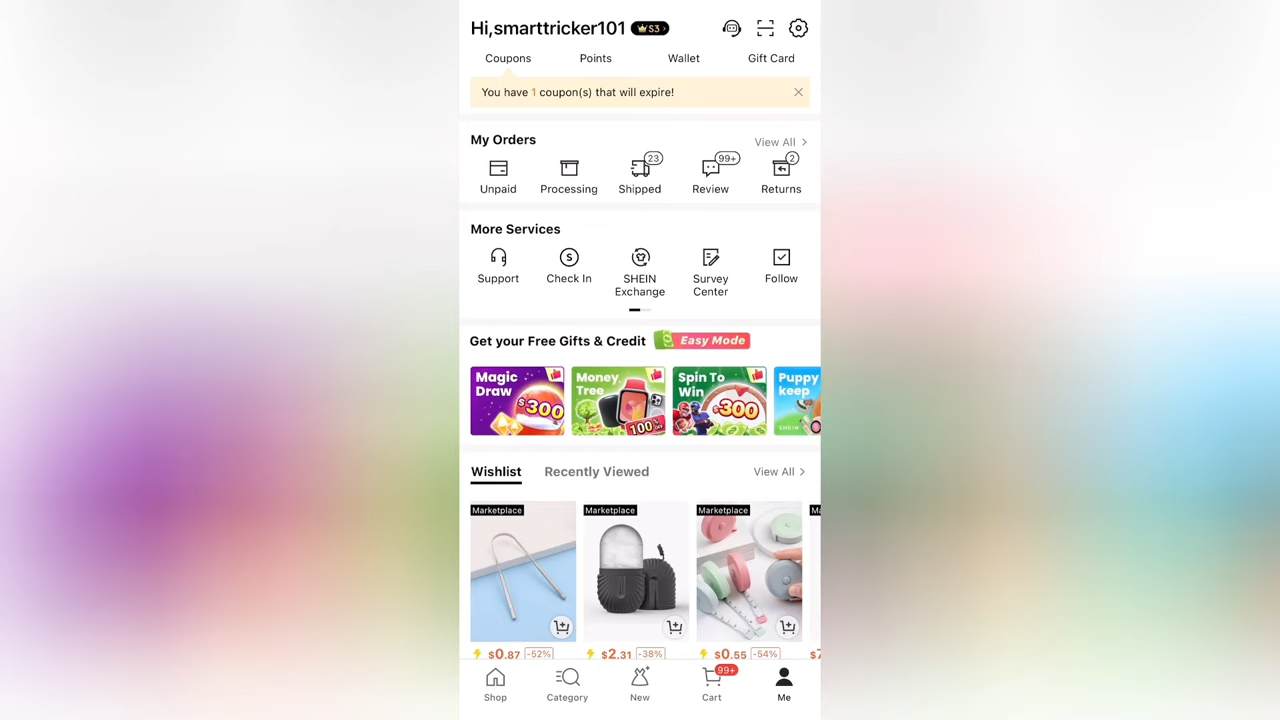 Hi,smarttricker101 S3 >
Coupons Points Wallet Gift Card
You have 1 coupon(s) that will expire!
My Orders View All >
23 99+ 2
Unpaid Processing Shipped Review Returns
More Services
Support Check In SHEIN Exchange Survey Center Follow
Get your Free Gifts & Credit Easy Mode
Magic Draw $300
Money Tree 100% OFF
Spin To Win $300
Puppy keep SHEIN
Wishlist Recently Viewed View All >
Marketplace Marketplace Marketplace
$0.87 -52% $2.31 -38% $0.55 -54%
99+
Shop Category New Cart Me